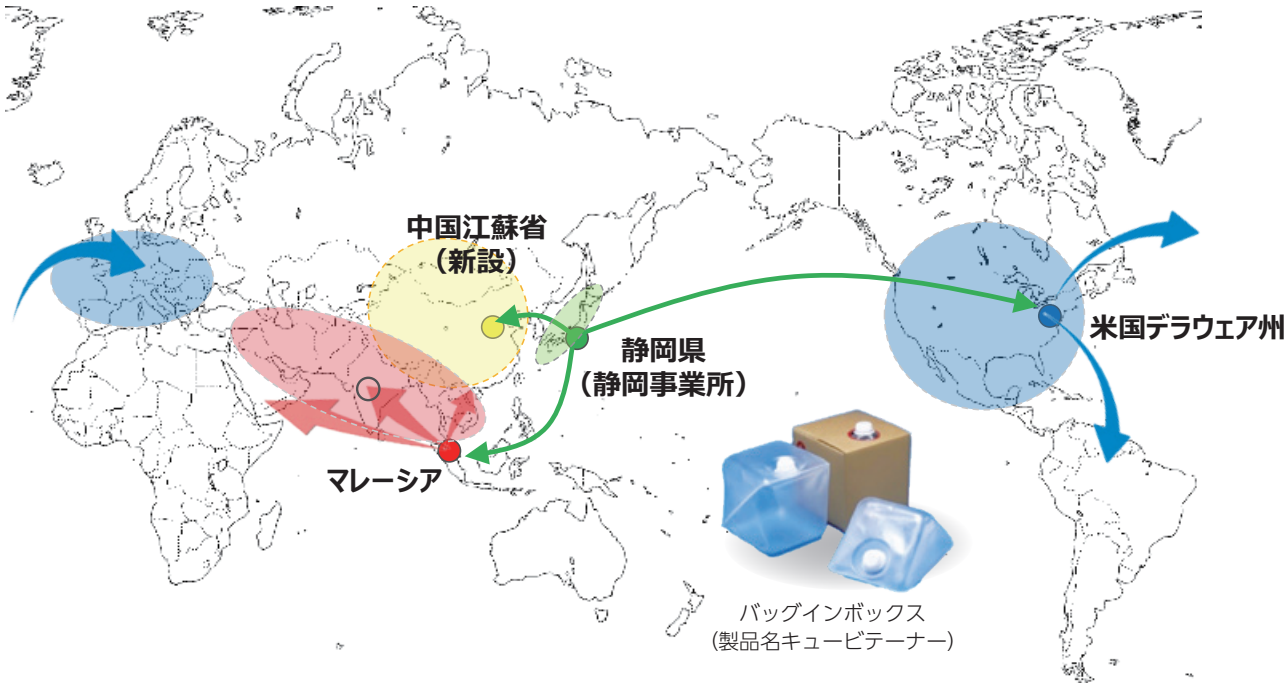 中国江蘇省
（新設）
静岡県
（静岡事業所）
米国デラウェア州
マレーシア
バッグインボックス
（製品名キュービテーナー）